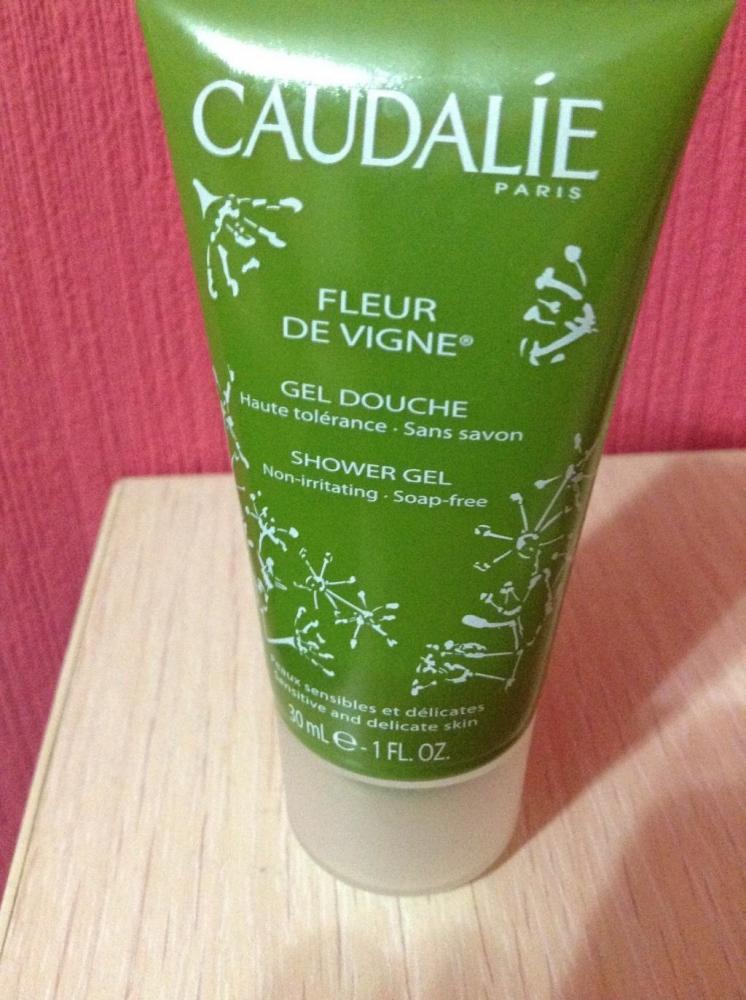 CAUDALÍE
PARIS
FLEUR
DE VIGNE®
GEL DOUCHE
Haute tolérance · Sans savon
SHOWER GEL
Non-irritating · Soap-free
Peaux sensibles et délicates
Sensitive and delicate skin
30 mL ℮ - 1 FL. OZ.